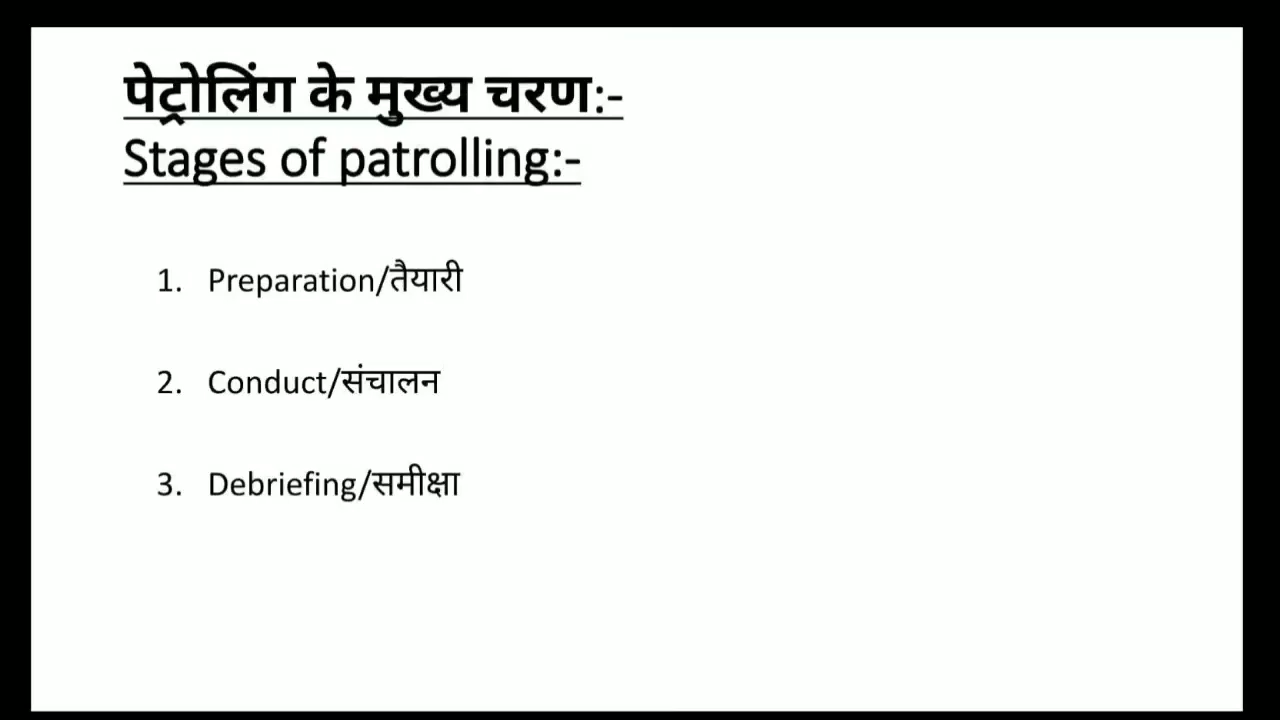 पेट्रोलिंग के मुख्य चरण:-
Stages of patrolling:-
1. Preparation/तैयारी
2. Conduct/संचालन
3. Debriefing/समीक्षा